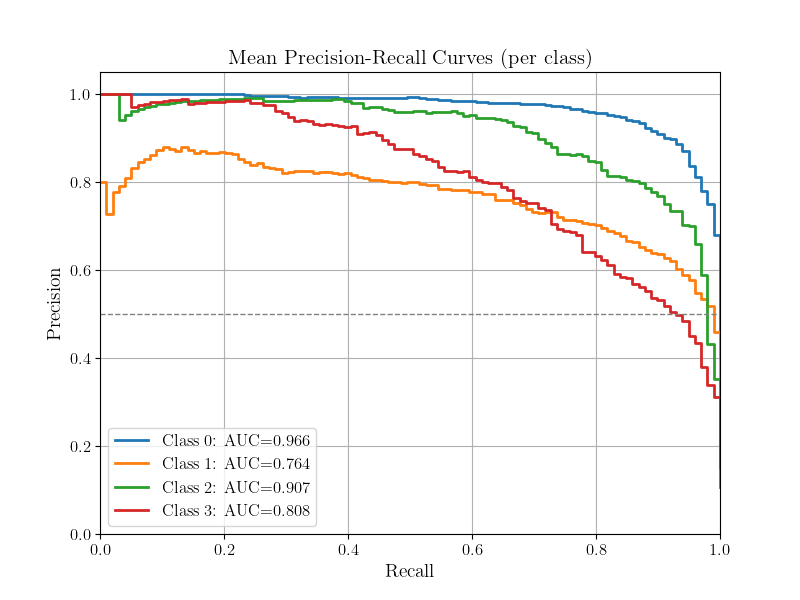 Mean Precision-Recall Curves (per class)
Precision
1.0
0.8
0.6
0.4
0.2
0.0
Class 0: AUC=0.966
Class 1: AUC=0.764
Class 2: AUC=0.907
Class 3: AUC=0.808
0.0 0.2 0.4 0.6 0.8 1.0
Recall